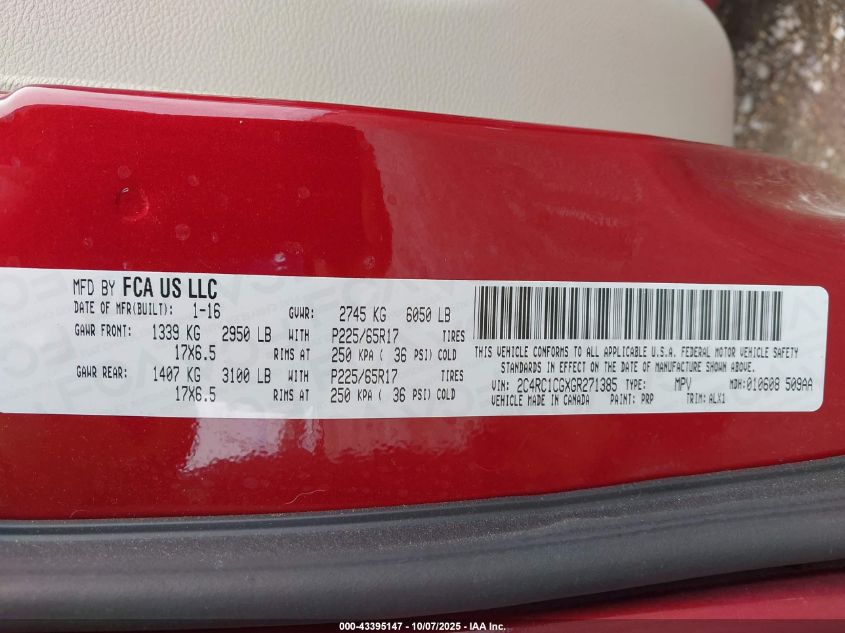 MFD BY FCA US LLC
DATE OF MFR(BUILT): 1-16 GVWR: 2745 KG 6050 LB
GAWR FRONT: 1339 KG 2950 LB WITH P225/65R17 TIRES
17X6.5 RIMS AT 250 KPA ( 36 PSI) COLD
GAWR REAR: 1407 KG 3100 LB WITH P225/65R17 TIRES
17X6.5 RIMS AT 250 KPA ( 36 PSI) COLD
THIS VEHICLE CONFORMS TO ALL APPLICABLE U.S.A. FEDERAL MOTOR VEHICLE SAFETY
STANDARDS IN EFFECT ON THE DATE OF MANUFACTURE SHOWN ABOVE.
VIN: 2C4RC1CGXGR271385 TYPE: MPV MDH: 010608 509AA
VEHICLE MADE IN CANADA PAINT: PRP TRIM: ALX1
000-43395147 - 10/07/2025 - IAA Inc.